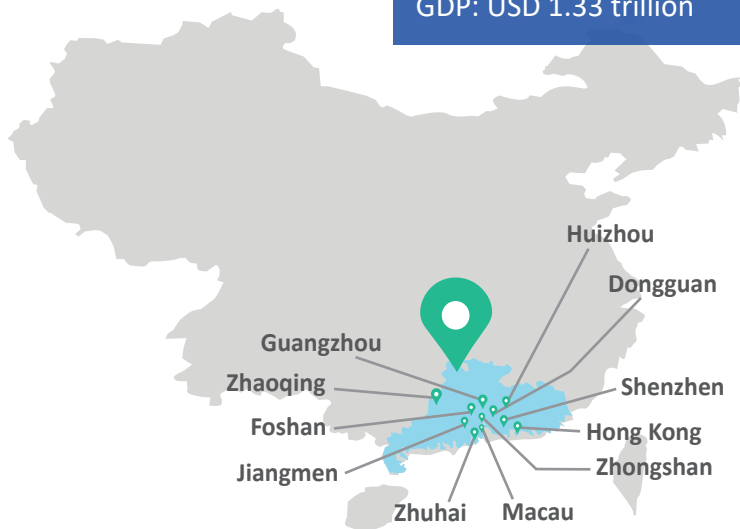 GDP: USD 1.33 trillion
Huizhou
Dongguan
Guangzhou
Zhaoqing
Shenzhen
Foshan
Hong Kong
Zhongshan
Jiangmen
Zhuhai
Macau